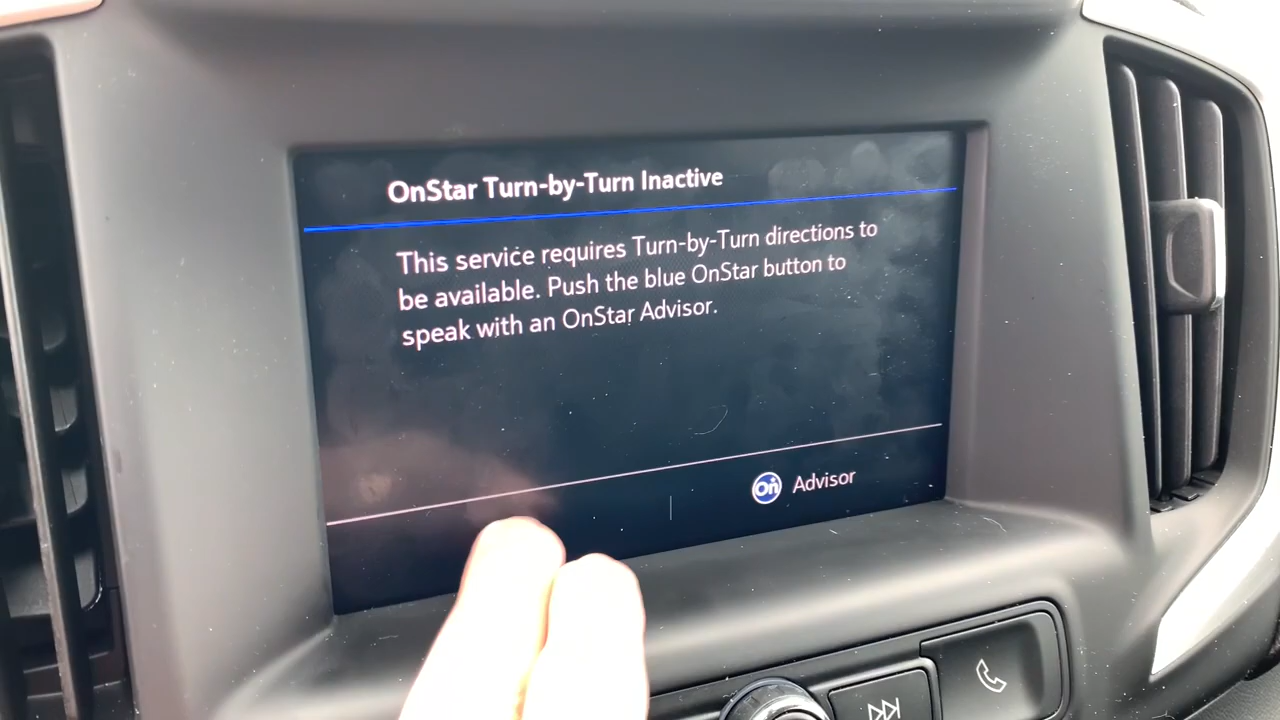 OnStar Turn-by-Turn Inactive
This service requires Turn-by-Turn directions to
be available. Push the blue OnStar button to
speak with an OnStar Advisor.
On Advisor